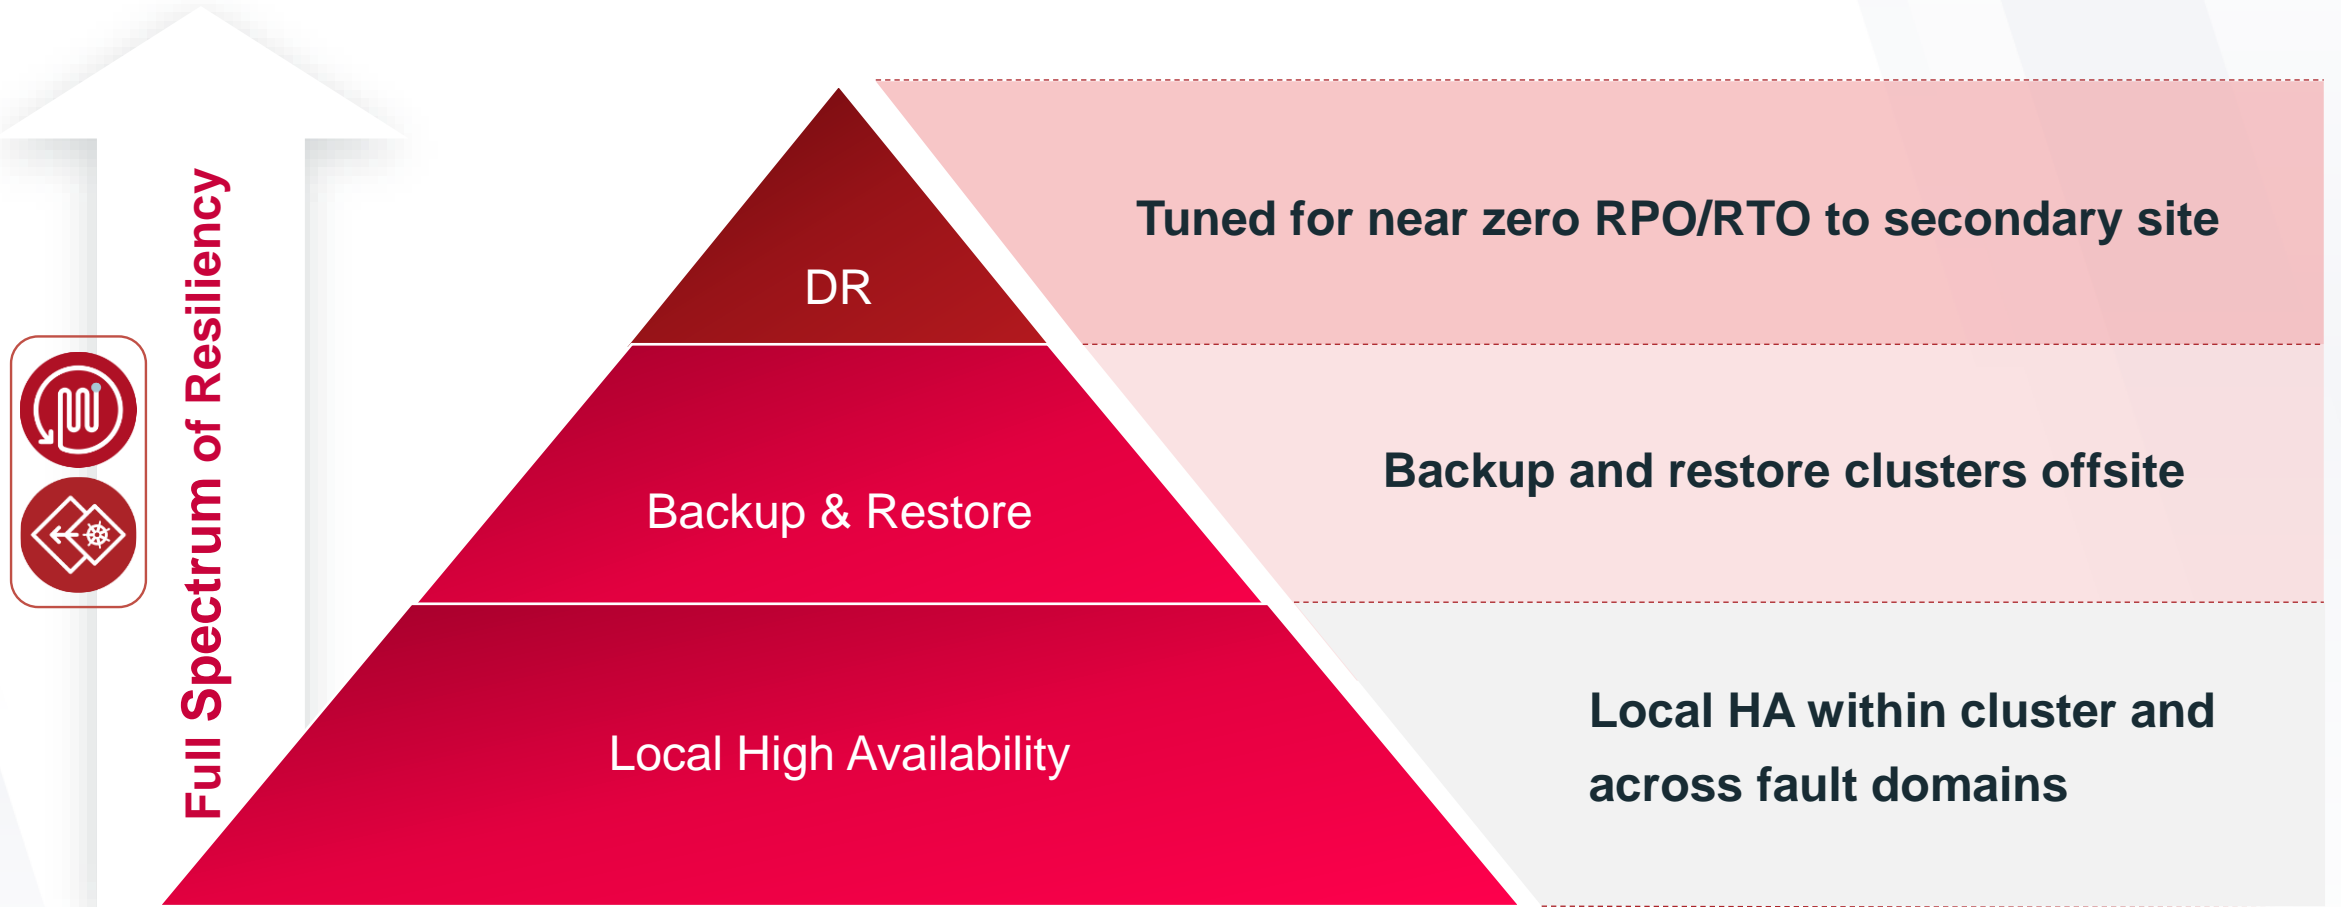 Full Spectrum of Resiliency
DR
Tuned for near zero RPO/RTO to secondary site
Backup & Restore
Backup and restore clusters offsite
Local High Availability
Local HA within cluster and
across fault domains